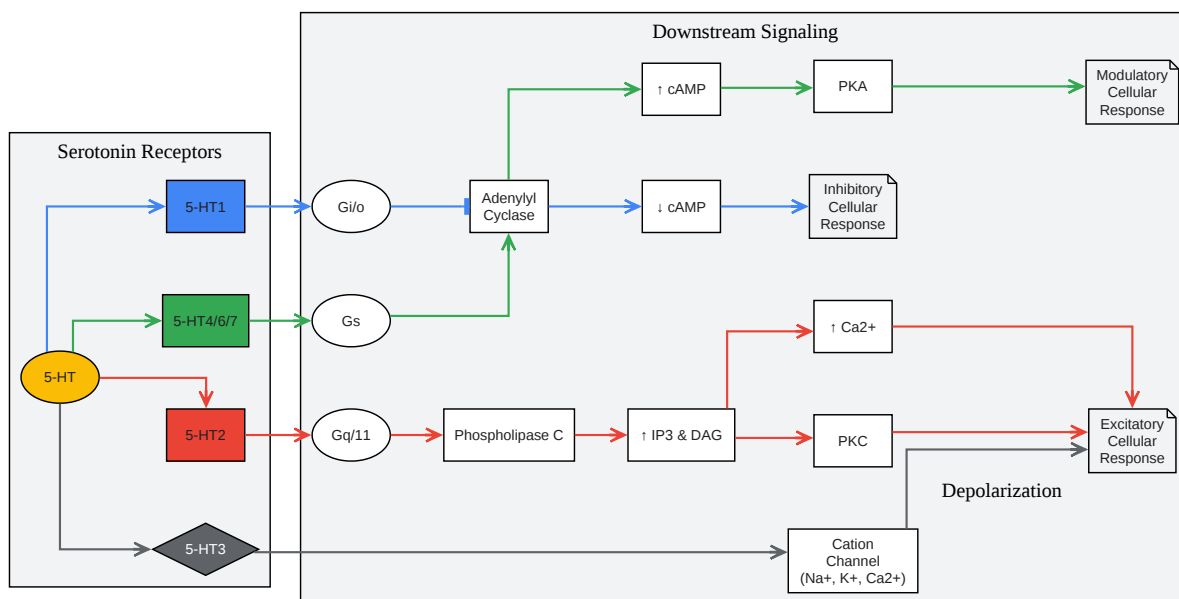 Downstream Signaling
↑ cAMP
PKA
Modulatory
Cellular
Response
Serotonin Receptors
5-HT1
Gi/o
Adenylyl
Cyclase
↓ cAMP
Inhibitory
Cellular
Response
5-HT4/6/7
Gs
↑ Ca2+
5-HT
5-HT2
Gq/11
Phospholipase C
↑ IP3 & DAG
PKC
Excitatory
Cellular
Response
Depolarization
5-HT3
Cation
Channel
(Na+, K+, Ca2+)